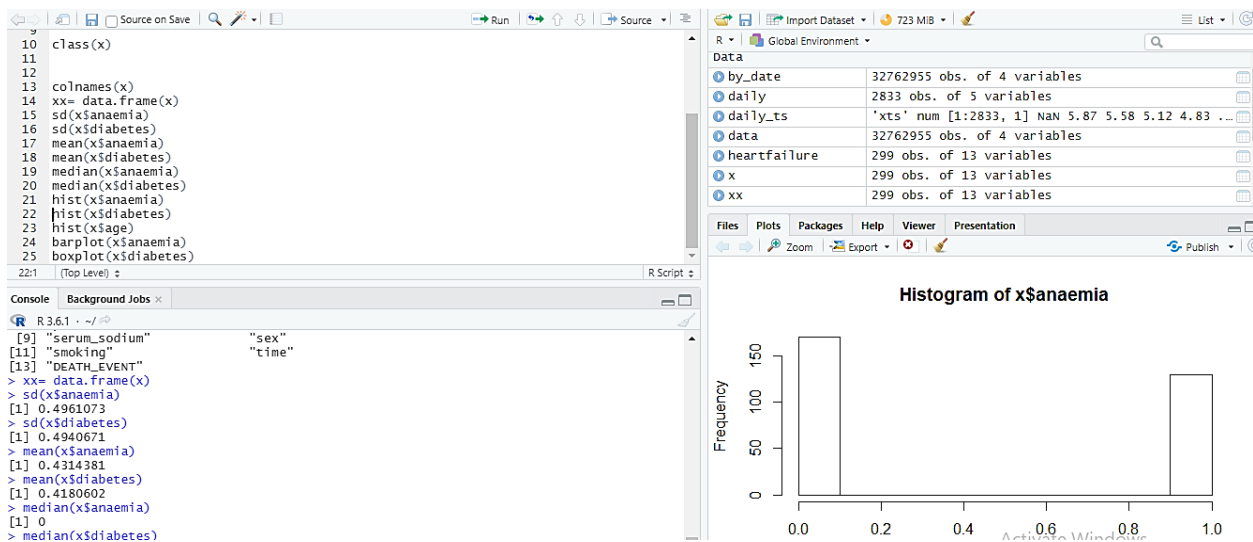 Source on Save Run Source
9
10 class(x)
11
12
13 colnames(x)
14 xx= data.frame(x)
15 sd(x$anaemia)
16 sd(x$diabetes)
17 mean(x$anaemia)
18 mean(x$diabetes)
19 median(x$anaemia)
20 median(x$diabetes)
21 hist(x$anaemia)
22 hist(x$diabetes)
23 hist(x$age)
24 barplot(x$anaemia)
25 boxplot(x$diabetes)
22:1 (Top Level) R Script
Console Background Jobs
R 3.6.1 · ~/
[9] "serum_sodium" "sex"
[11] "smoking" "time"
[13] "DEATH_EVENT"
> xx= data.frame(x)
> sd(x$anaemia)
[1] 0.4961073
> sd(x$diabetes)
[1] 0.4940671
> mean(x$anaemia)
[1] 0.4314381
> mean(x$diabetes)
[1] 0.4180602
> median(x$anaemia)
[1] 0
> median(x$diabetes)
Import Dataset 723 MiB List
R Global Environment
Data
by_date 32762955 obs. of 4 variables
daily 2833 obs. of 5 variables
daily_ts 'xts' num [1:2833, 1] NaN 5.87 5.58 5.12 4.83 ...
data 32762955 obs. of 4 variables
heartfailure 299 obs. of 13 variables
x 299 obs. of 13 variables
xx 299 obs. of 13 variables
Files Plots Packages Help Viewer Presentation
Zoom Export Publish
Histogram of x$anaemia
Frequency
150
100
50
0
0.0 0.2 0.4 0.6 0.8 1.0
Activate Windows